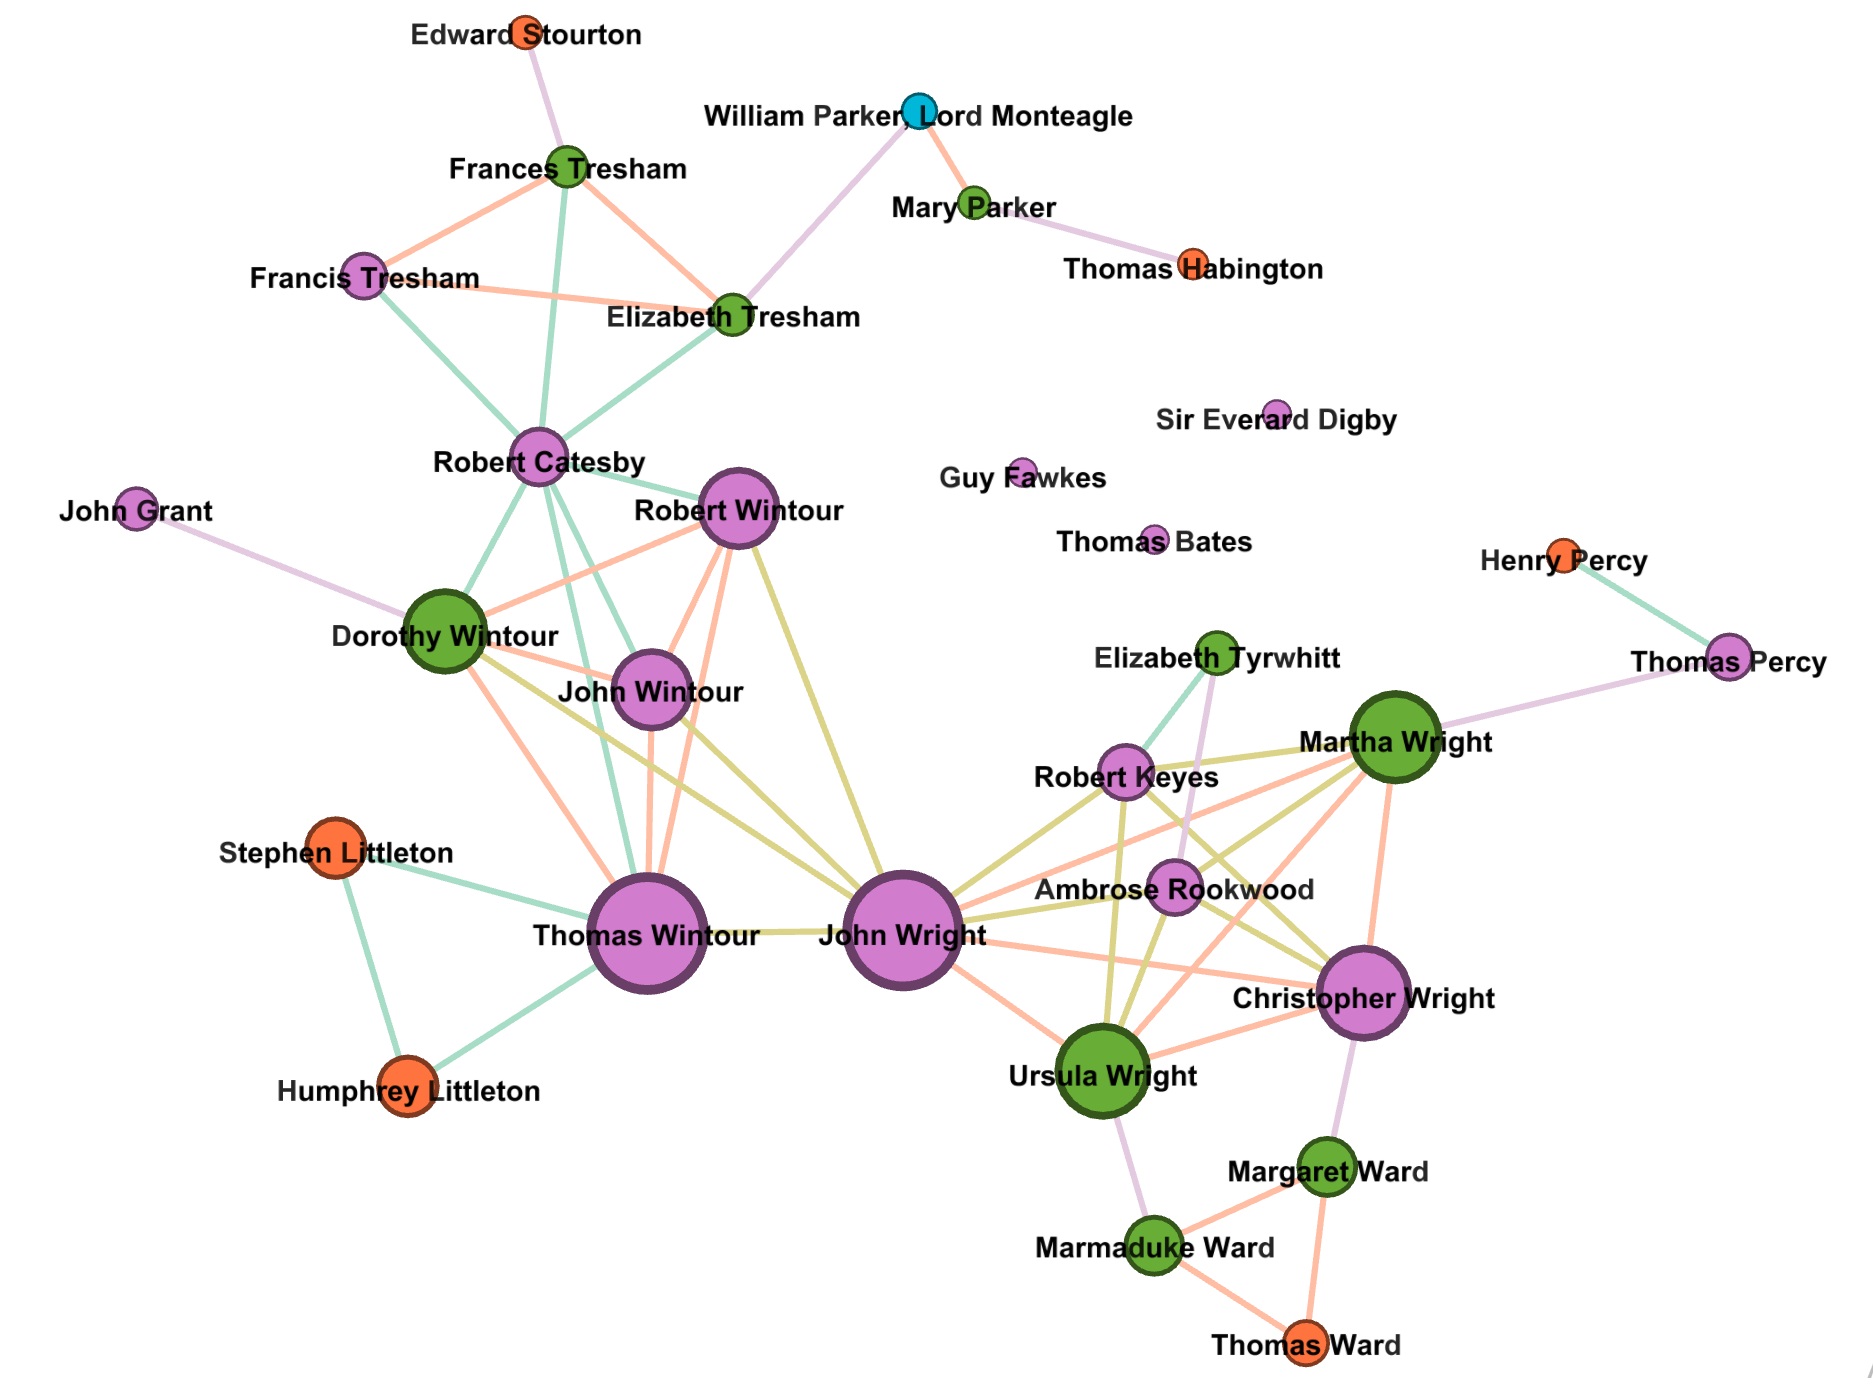 Edward Stourton
William Parker, Lord Monteagle
Frances Tresham
Mary Parker
Thomas Habington
Francis Tresham
Elizabeth Tresham
Sir Everard Digby
Robert Catesby
Guy Fawkes
John Grant
Robert Wintour
Thomas Bates
Henry Percy
Dorothy Wintour
Elizabeth Tyrwhitt
Thomas Percy
John Wintour
Martha Wright
Robert Keyes
Stephen Littleton
Ambrose Rookwood
Thomas Wintour
John Wright
Christopher Wright
Ursula Wright
Humphrey Littleton
Margaret Ward
Marmaduke Ward
Thomas Ward